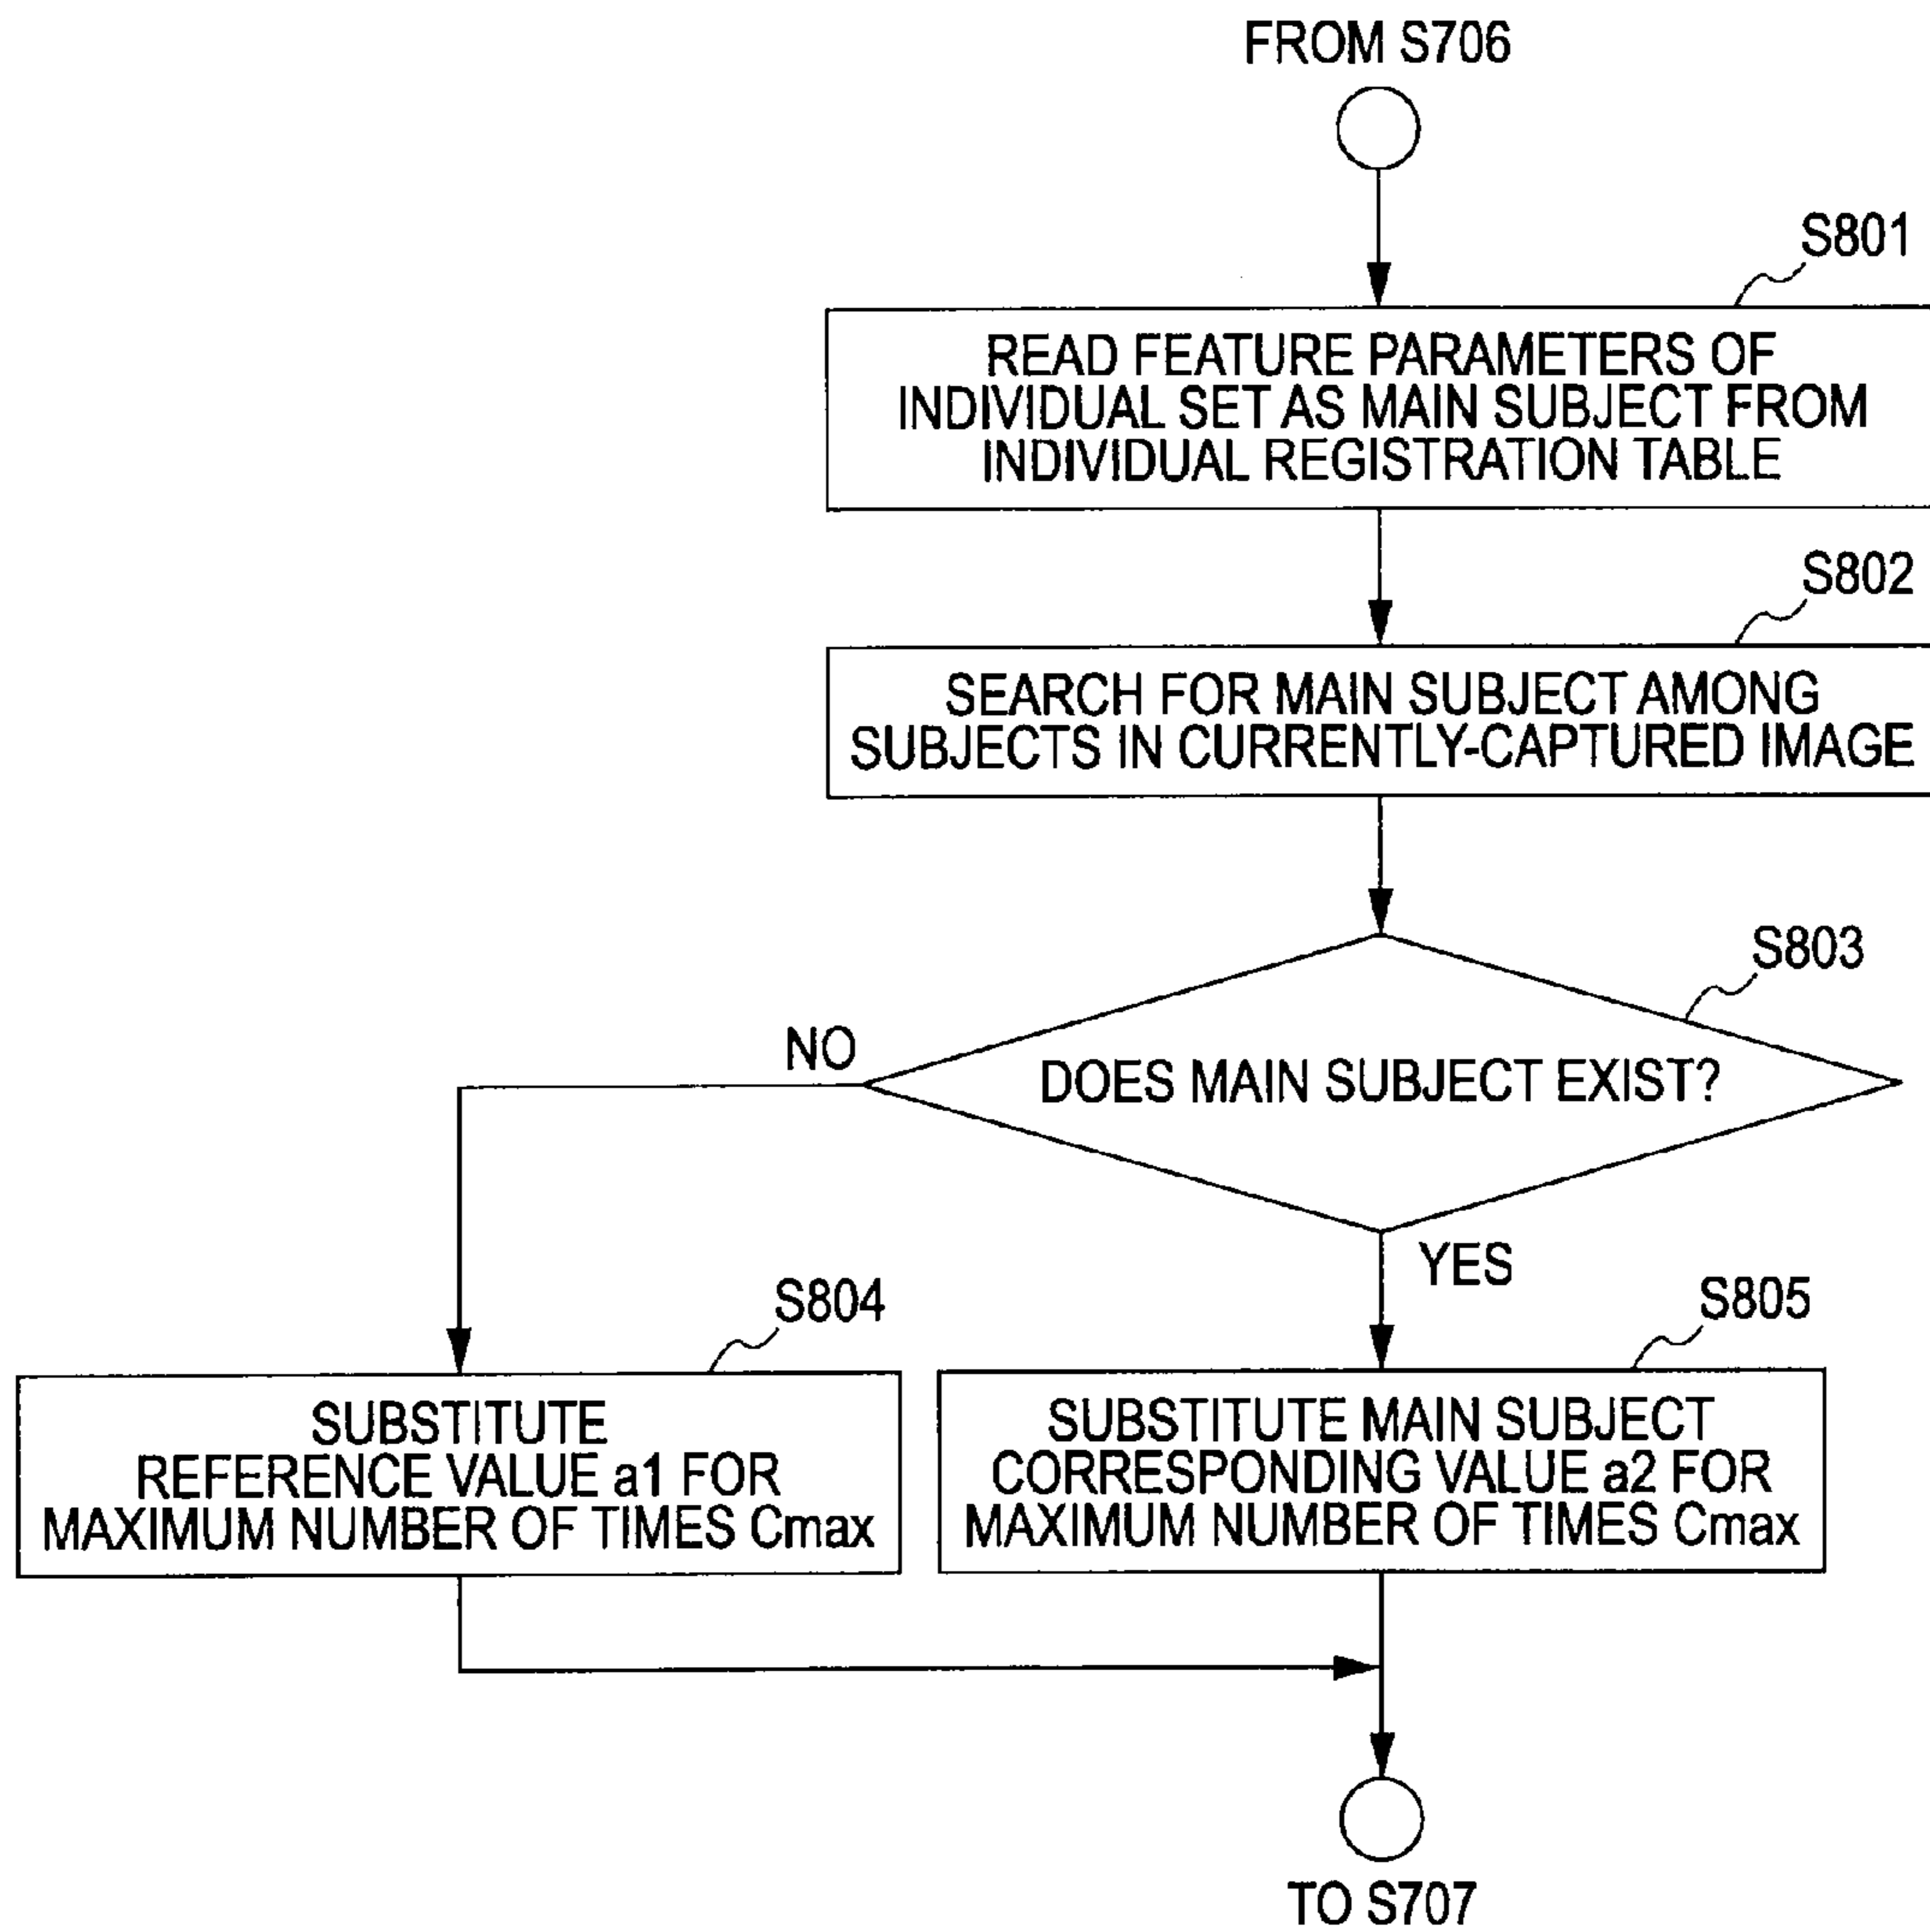 FROM S706
S801
READ FEATURE PARAMETERS OF
INDIVIDUAL SET AS MAIN SUBJECT FROM
INDIVIDUAL REGISTRATION TABLE
S802
SEARCH FOR MAIN SUBJECT AMONG
SUBJECTS IN CURRENTLY-CAPTURED IMAGE
S803
NO
DOES MAIN SUBJECT EXIST?
YES
S804
SUBSTITUTE
REFERENCE VALUE a1 FOR
MAXIMUM NUMBER OF TIMES Cmax
S805
SUBSTITUTE MAIN SUBJECT
CORRESPONDING VALUE a2 FOR
MAXIMUM NUMBER OF TIMES Cmax
TO S707